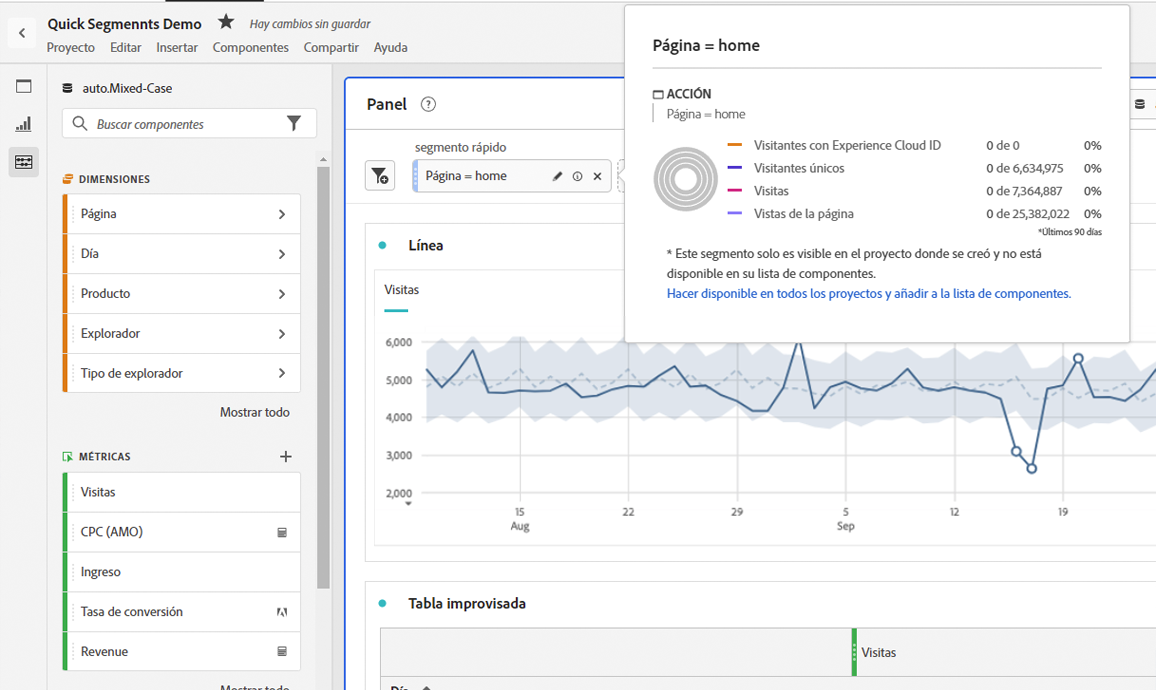 Quick Segmennts Demo
Hay cambios sin guardar
Proyecto Editar Insertar Componentes Compartir Ayuda
auto.Mixed-Case
Buscar componentes
DIMENSIONES
Página
Día
Producto
Explorador
Tipo de explorador
Mostrar todo
MÉTRICAS
Visitas
CPC (AMO)
Ingreso
Tasa de conversión
Revenue
Mostrar todo
Panel
segmento rápido
Página = home
Página = home
ACCIÓN
Página = home
Visitantes con Experience Cloud ID 0 de 0 0%
Visitantes únicos 0 de 6,634,975 0%
Visitas 0 de 7,364,887 0%
Vistas de la página 0 de 25,382,022 0%
*Últimos 90 días
* Este segmento solo es visible en el proyecto donde se creó y no está
disponible en su lista de componentes.
Hacer disponible en todos los proyectos y añadir a la lista de componentes.
Línea
Visitas
6,000
5,000
4,000
3,000
2,000
15 22 29 5 12 19
Aug Sep
Tabla improvisada
Visitas
Día